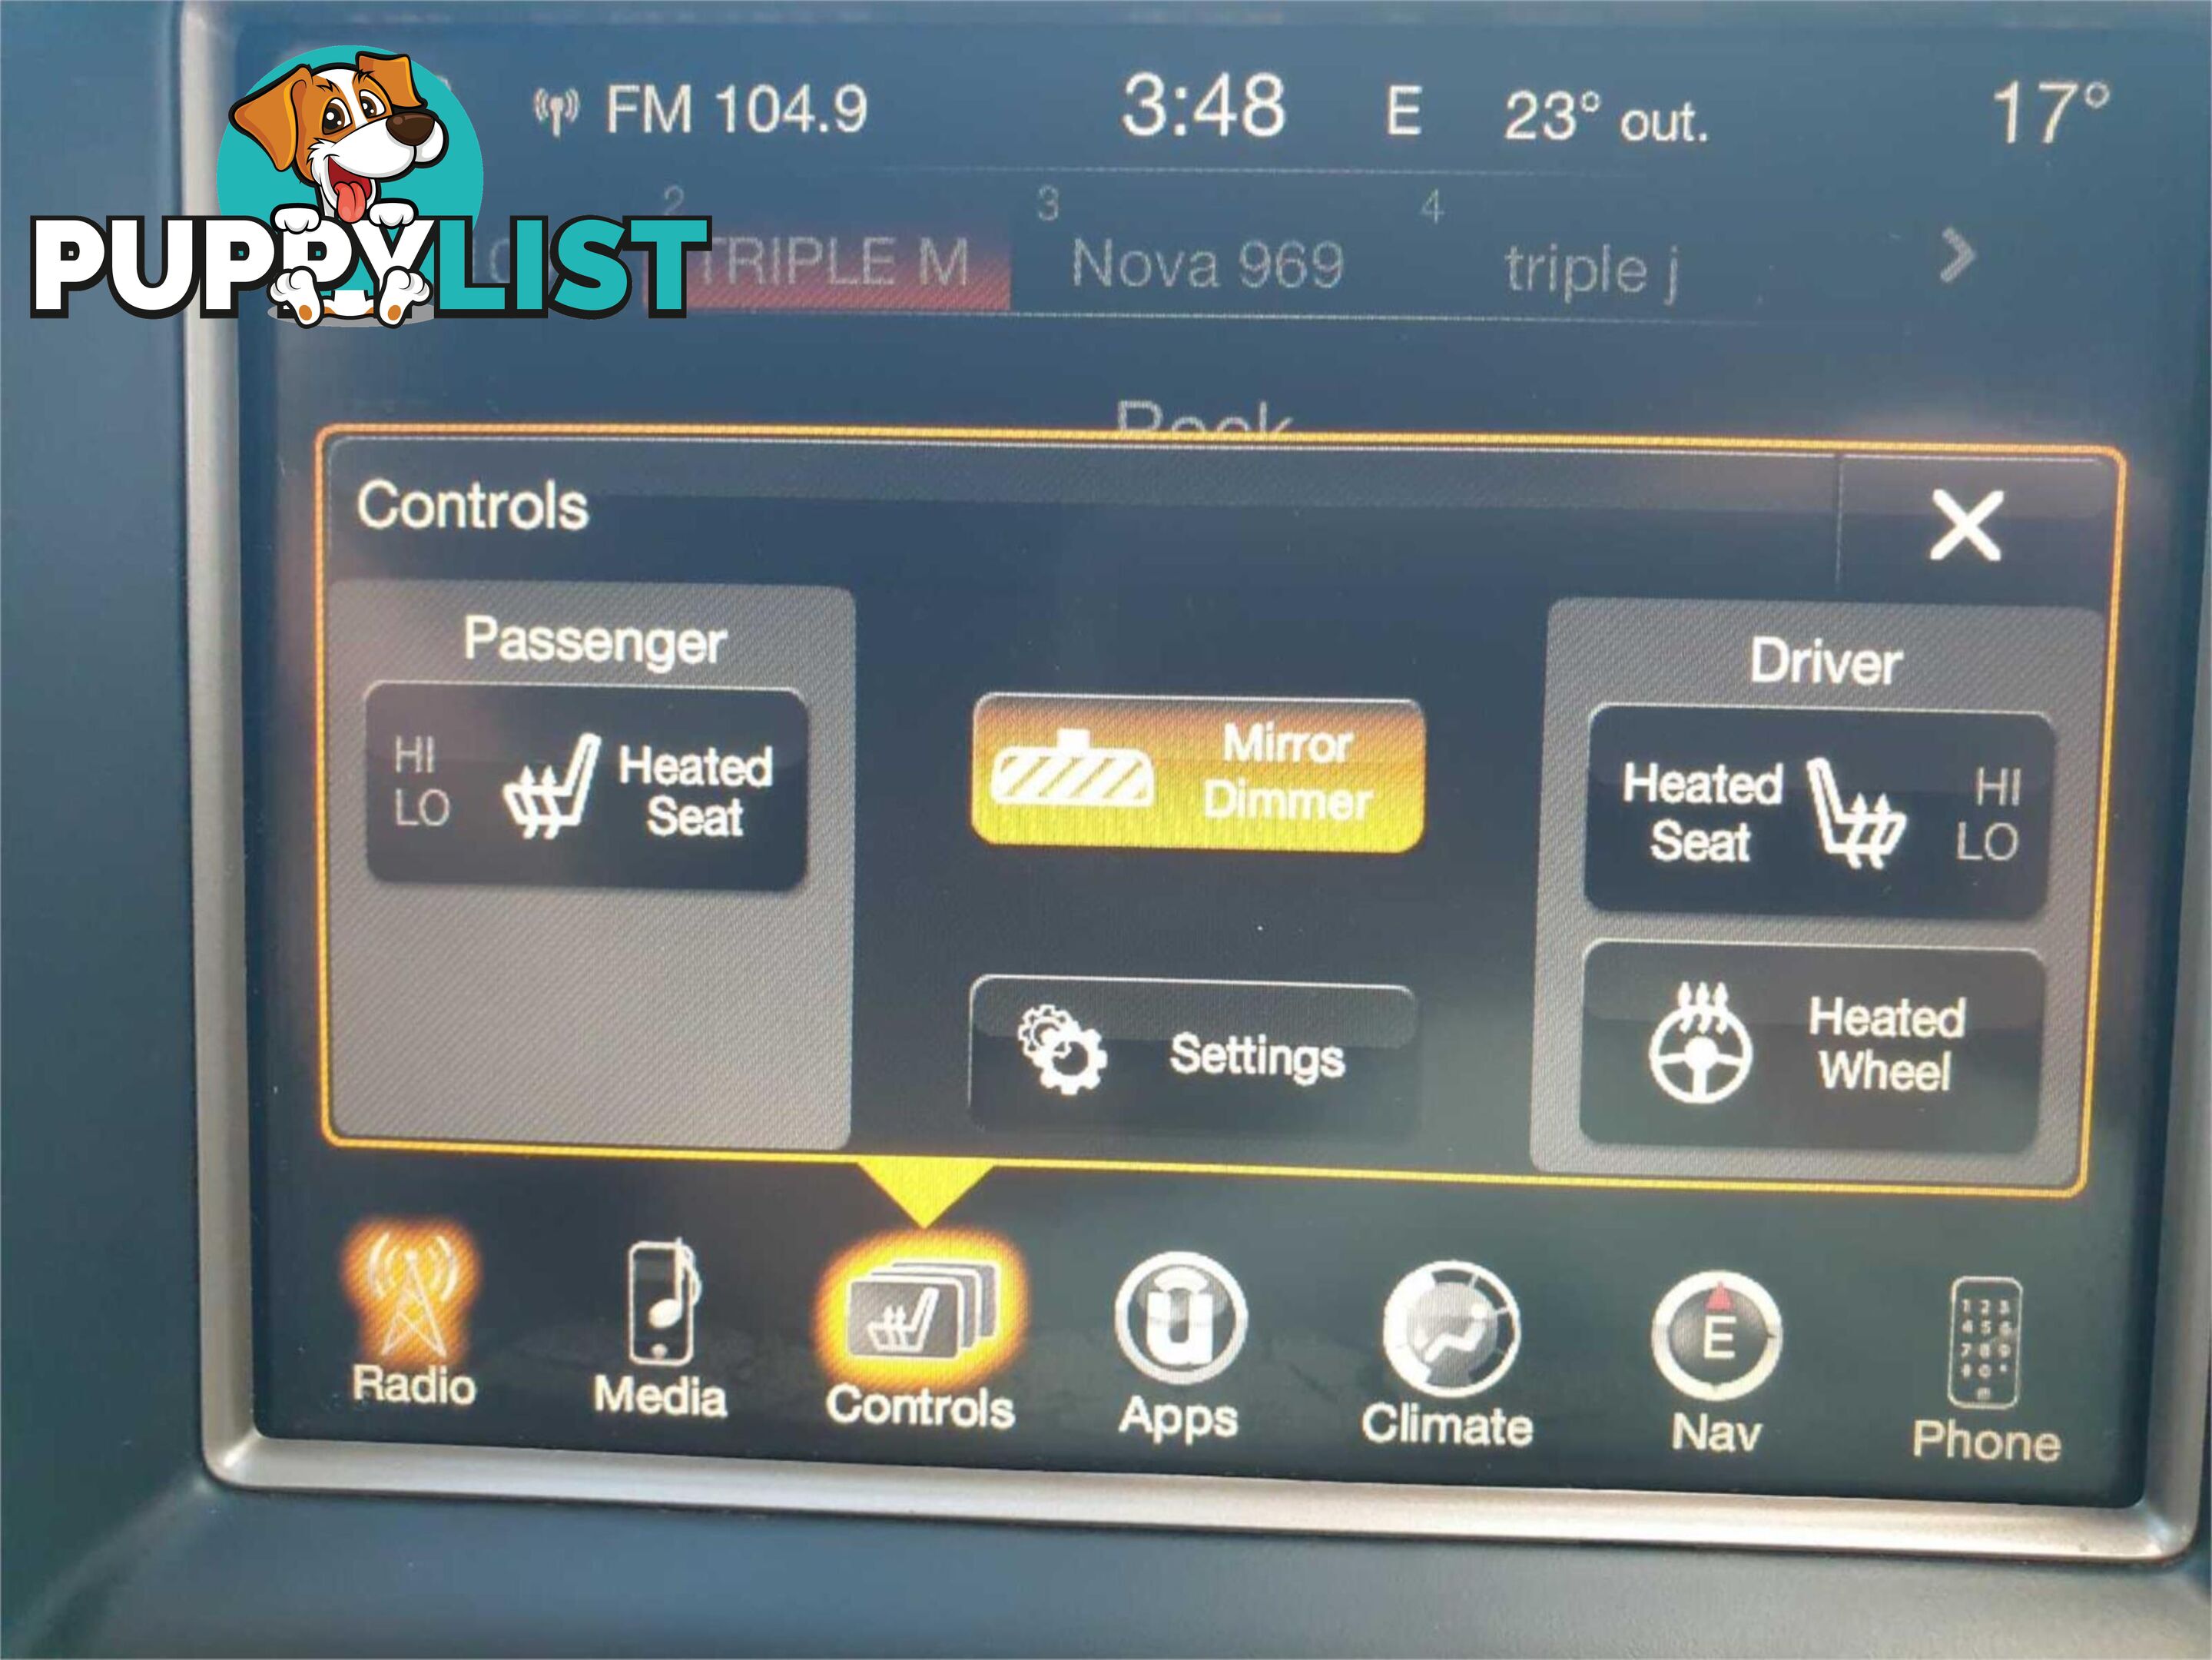 PUPPYLIST
FM 104.9 3:48 E 23° out. 17°
2 3 4
TRIPLE M Nova 969 triple j
Rock
Controls
Passenger
HI
LO
Heated
Seat
Mirror
Dimmer
Settings
Driver
Heated
Seat
HI
LO
Heated
Wheel
Radio Media Controls Apps Climate E Nav Phone